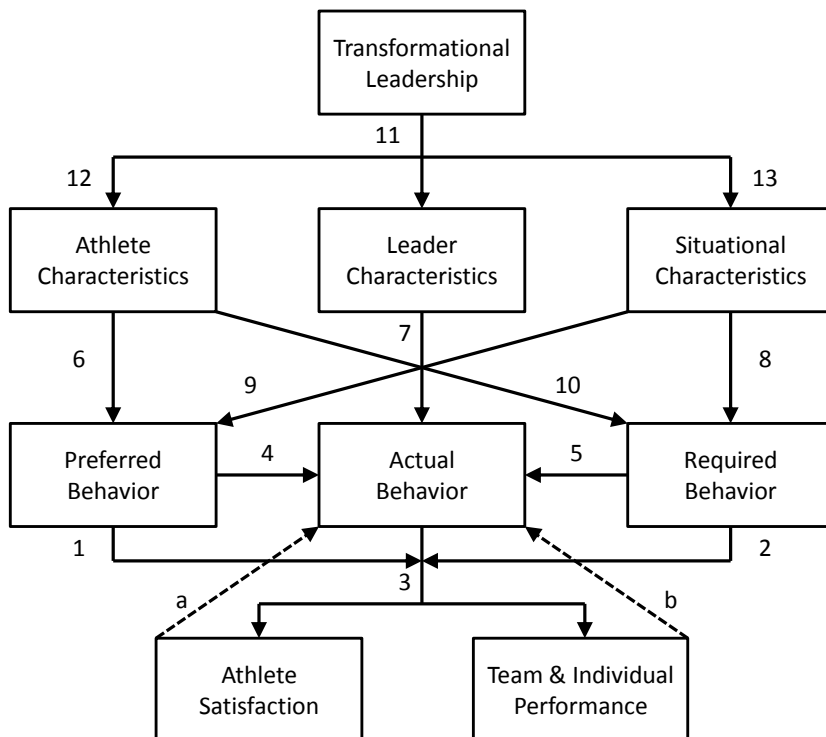 Transformational
Leadership
11
12
13
Athlete
Characteristics
Leader
Characteristics
Situational
Characteristics
6
7
8
9
10
Preferred
Behavior
4
Actual
Behavior
5
Required
Behavior
1
2
3
a
b
Athlete
Satisfaction
Team & Individual
Performance